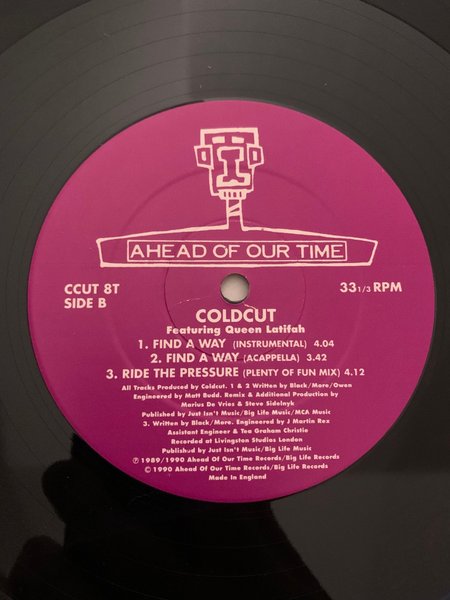 AHEAD OF OUR TIME
CCUT 8T
SIDE B
33 1/3 RPM
COLDCUT
Featuring Queen Latifah
1. FIND A WAY (INSTRUMENTAL) 4.04
2. FIND A WAY (ACAPPELLA) 3.42
3. RIDE THE PRESSURE (PLENTY OF FUN MIX) 4.12
All Tracks Produced by Coldcut. 1 & 2 Written by Black/More/Owen
Engineered by Matt Budd. Remix & Additional Production by
Marius De Vries & Steve Sidelnyk
Published by Just Isn't Music/Big Life Music/MCA Music
3. Written by Black/More. Engineered by J Martin Rex
Assistant Engineer & Tea Graham Christie
Recorded at Livingston Studios London
Published by Just Isn't Music/Big Life Music
℗ 1989/1990 Ahead Of Our Time Records/Big Life Records
© 1990 Ahead Of Our Time Records/Big Life Records
Made in England